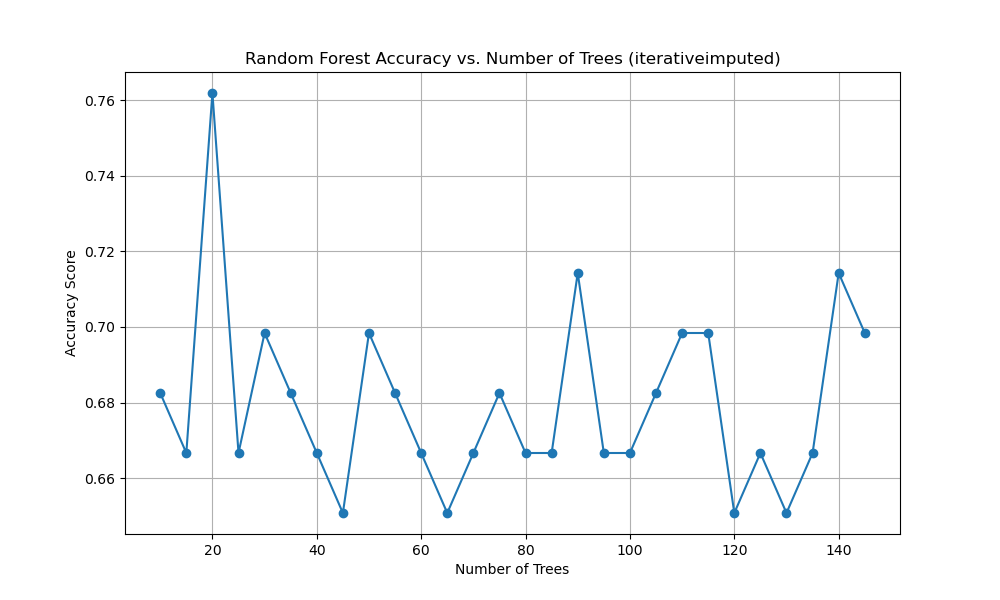 Random Forest Accuracy vs. Number of Trees (iterativeimputed)
0.76
0.74
0.72
0.70
0.68
0.66
Accuracy Score
20 40 60 80 100 120 140
Number of Trees